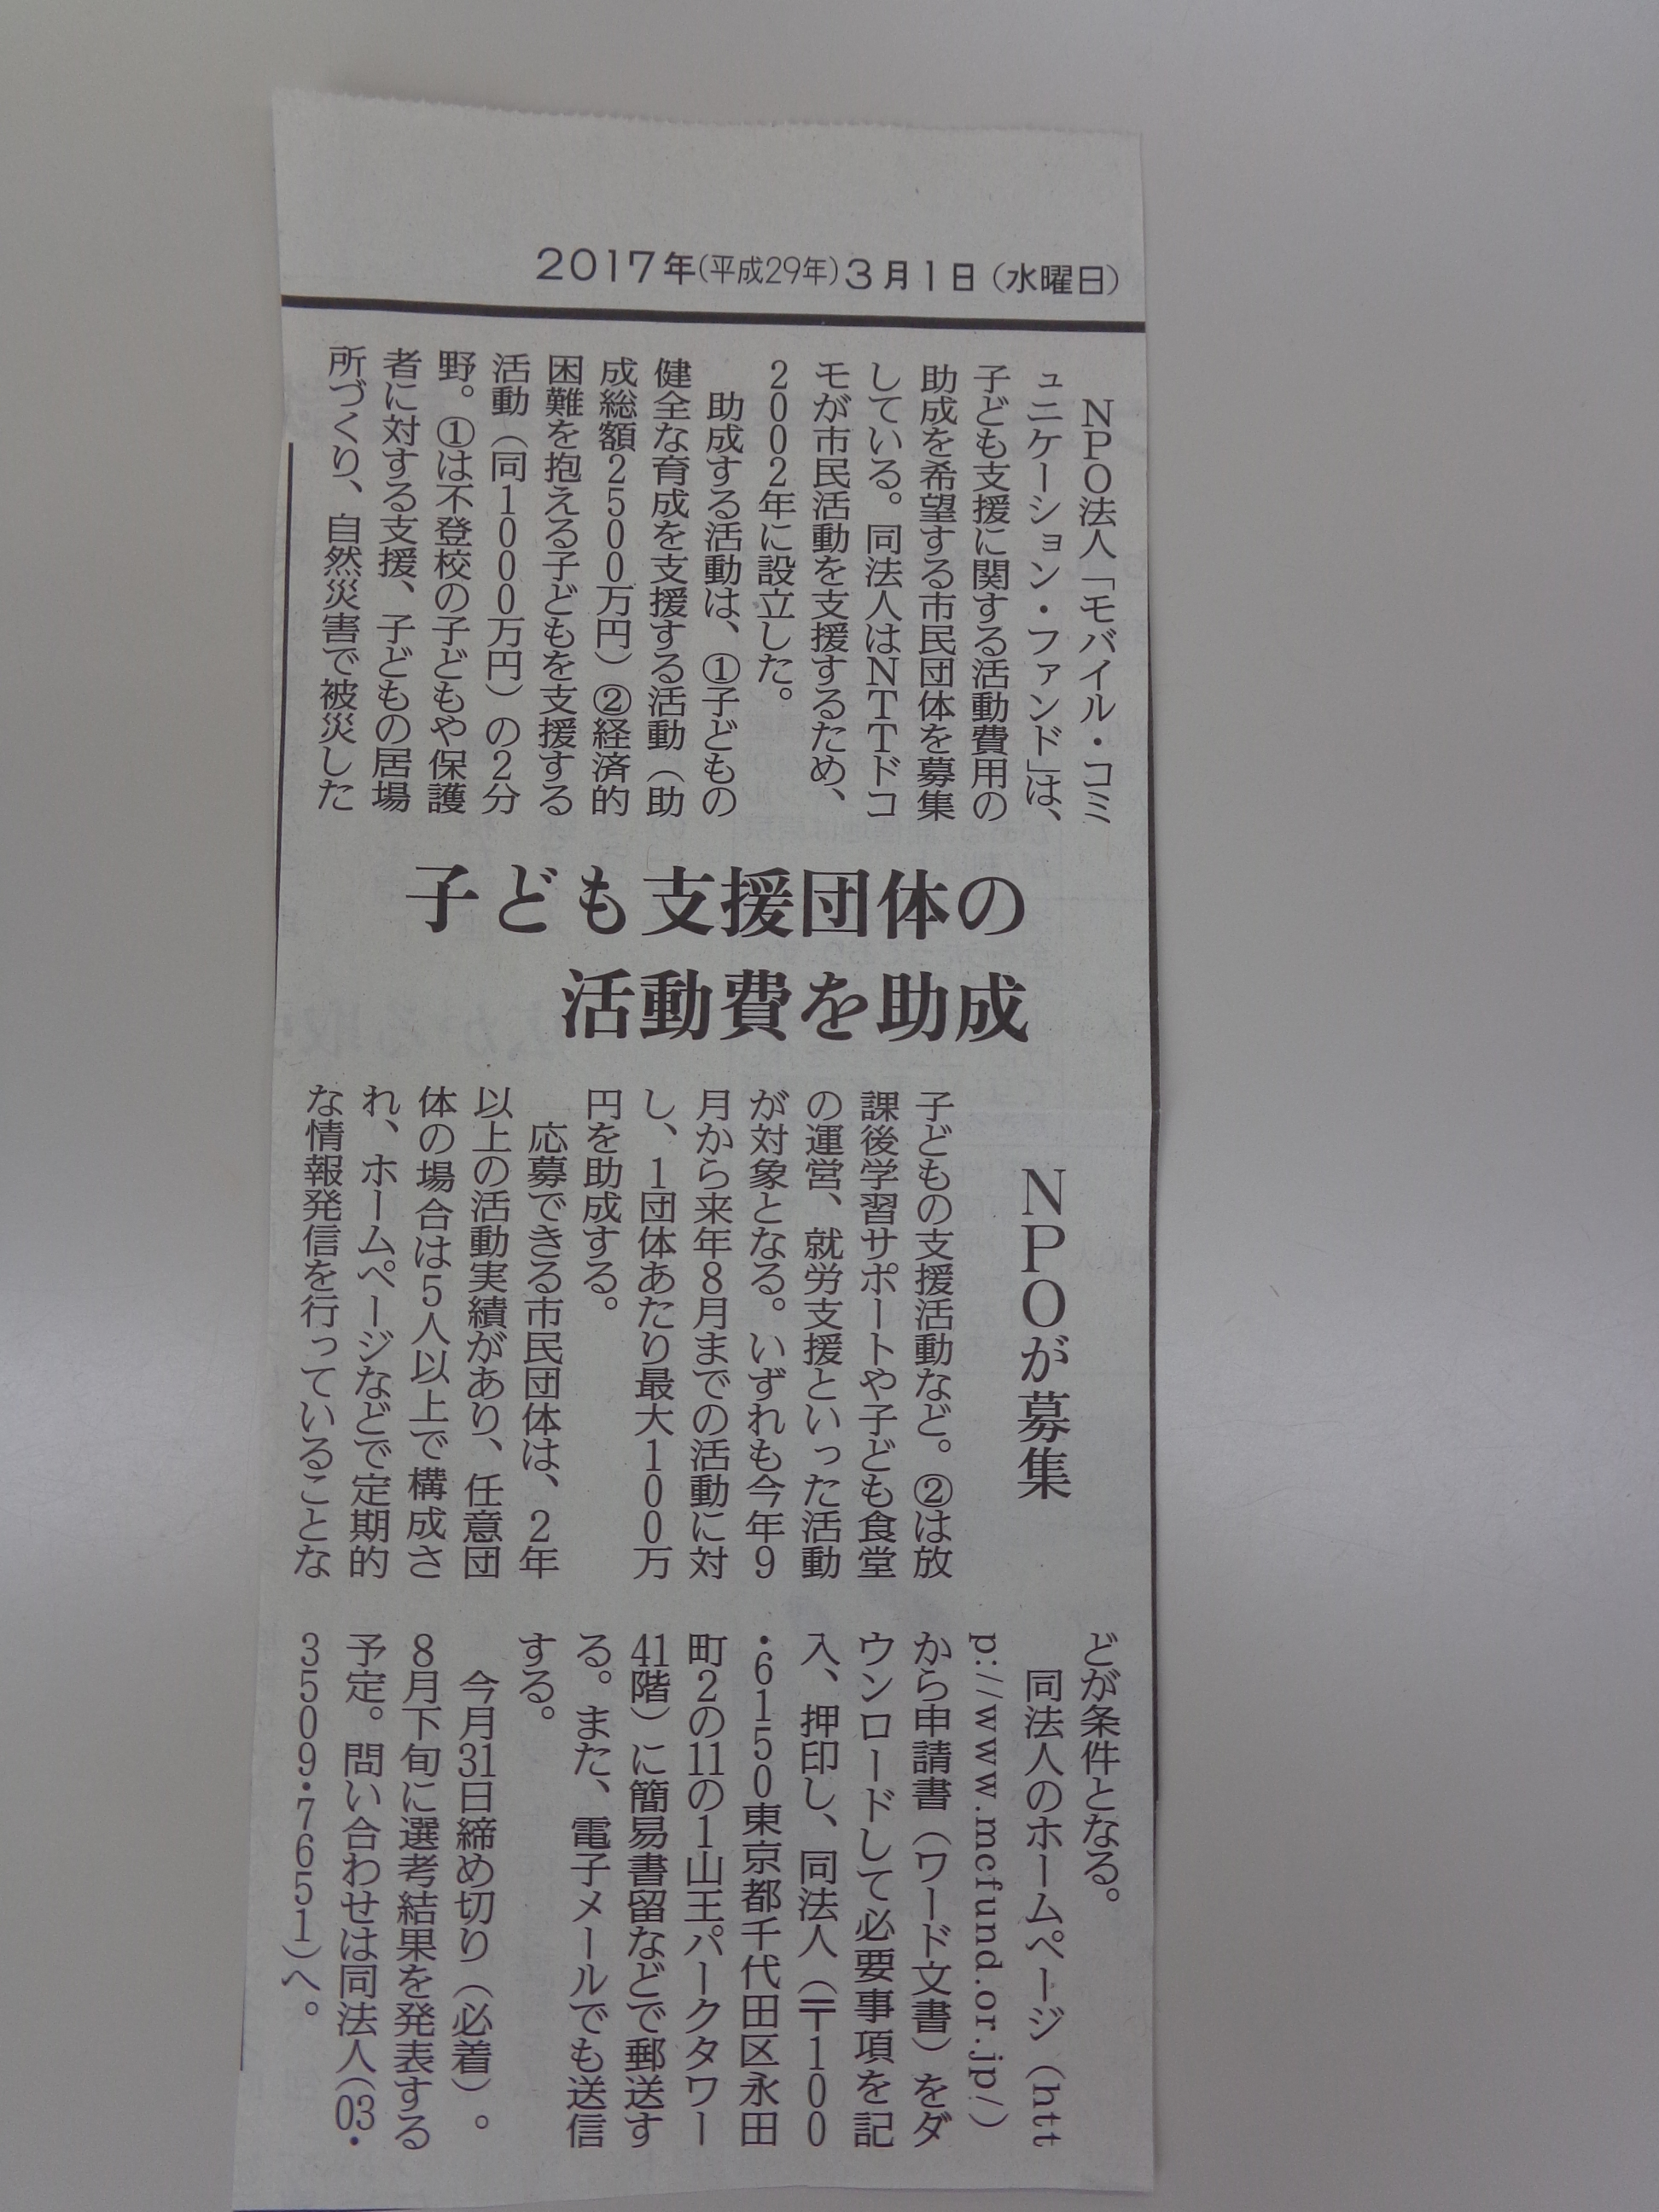 2017年(平成29年)3月1日(水曜日)
子ども支援団体の
活動費を助成
NPOが募集
NPO法人「モバイル・コミ
ュニケーション・ファンド」は、
子ども支援に関する活動費用の
助成を希望する市民団体を募集
している。同法人はNTTドコ
モが市民活動を支援するため、
2002年に設立した。
助成する活動は、①子どもの
健全な育成を支援する活動(助
成総額2500万円)②経済的
困難を抱える子どもを支援する
活動(同1000万円)の2分
野。①は不登校の子どもや保護
者に対する支援、子どもの居場
所づくり、自然災害で被災した
子どもの支援活動など。②は放
課後学習サポートや子ども食堂
の運営、就労支援といった活動
が対象となる。いずれも今年9
月から来年8月までの活動に対
し、1団体あたり最大100万
円を助成する。
応募できる市民団体は、2年
以上の活動実績があり、任意団
体の場合は5人以上で構成さ
れ、ホームページなどで定期的
な情報発信を行っていることな
どが条件となる。
同法人のホームページ(htt
p://www.mcfund.or.jp/)
から申請書(ワード文書)をダ
ウンロードして必要事項を記
入、押印し、同法人(〒100
・6150東京都千代田区永田
町2の11の1山王パークタワー
41階)に簡易書留などで郵送す
る。また、電子メールでも送信
する。
今月31日締め切り(必着)。
8月下旬に選考結果を発表する
予定。問い合わせは同法人(03・
3509・7651)へ。